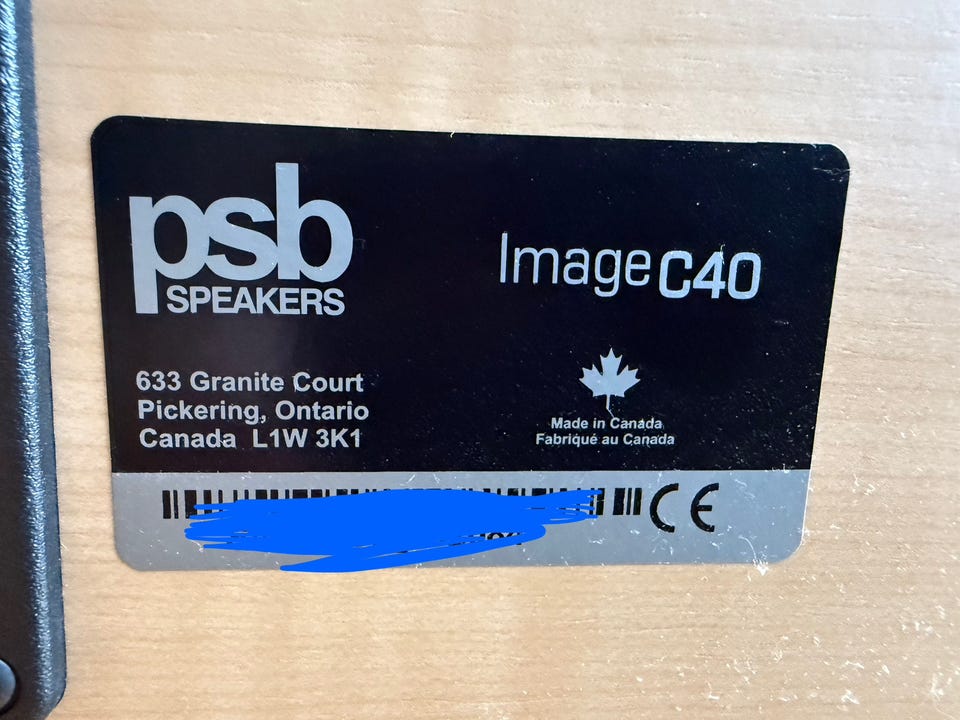 psb
SPEAKERS
Image C40
633 Granite Court
Pickering, Ontario
Canada L1W 3K1
Made in Canada
Fabriqué au Canada
CE